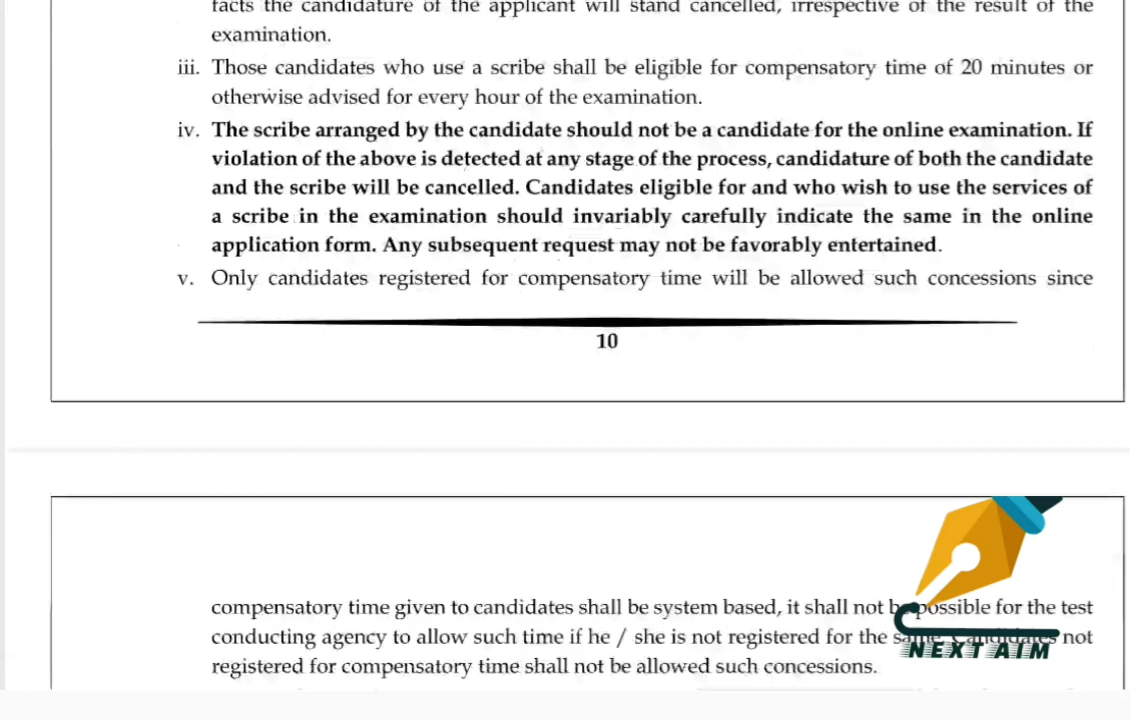 facts the candidature of the applicant will stand cancelled, irrespective of the result of the
examination.
iii. Those candidates who use a scribe shall be eligible for compensatory time of 20 minutes or
otherwise advised for every hour of the examination.
iv. The scribe arranged by the candidate should not be a candidate for the online examination. If
violation of the above is detected at any stage of the process, candidature of both the candidate
and the scribe will be cancelled. Candidates eligible for and who wish to use the services of
a scribe in the examination should invariably carefully indicate the same in the online
application form. Any subsequent request may not be favorably entertained.
v. Only candidates registered for compensatory time will be allowed such concessions since
10
compensatory time given to candidates shall be system based, it shall not be possible for the test
conducting agency to allow such time if he / she is not registered for the same. Candidates not
registered for compensatory time shall not be allowed such concessions.
NEXT AIM